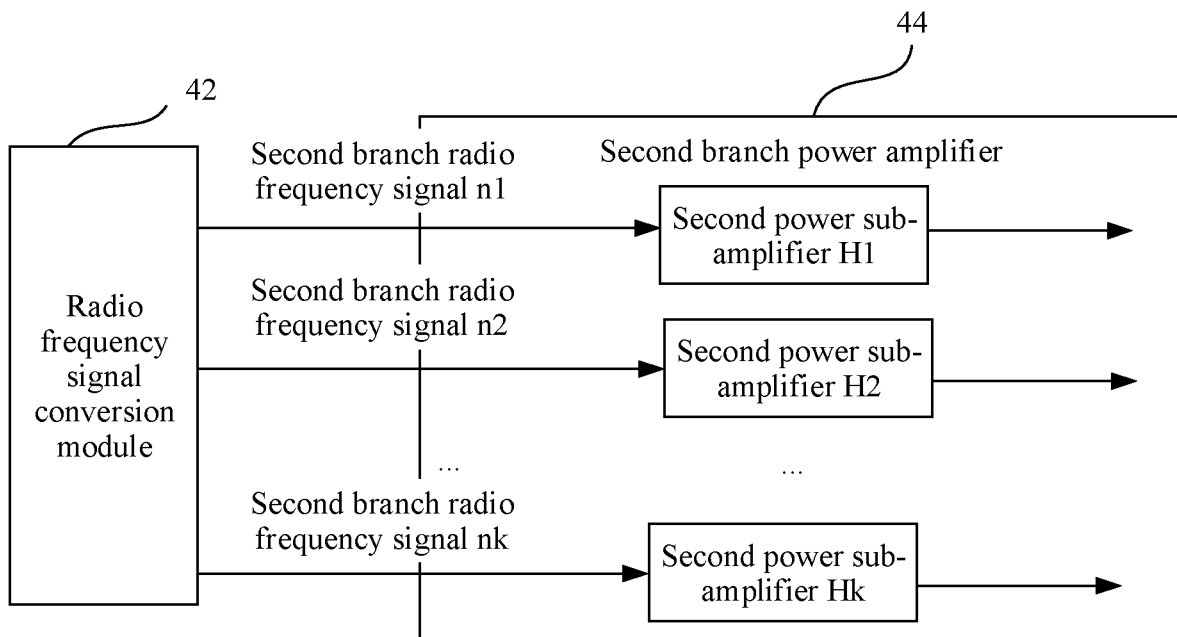 44
42
Second branch radio
frequency signal n1
Second branch power amplifier
Second power sub-
amplifier H1
Second branch radio
frequency signal n2
Second power sub-
amplifier H2
Radio
frequency
signal
conversion
module
...
...
Second branch radio
frequency signal nk
Second power sub-
amplifier Hk